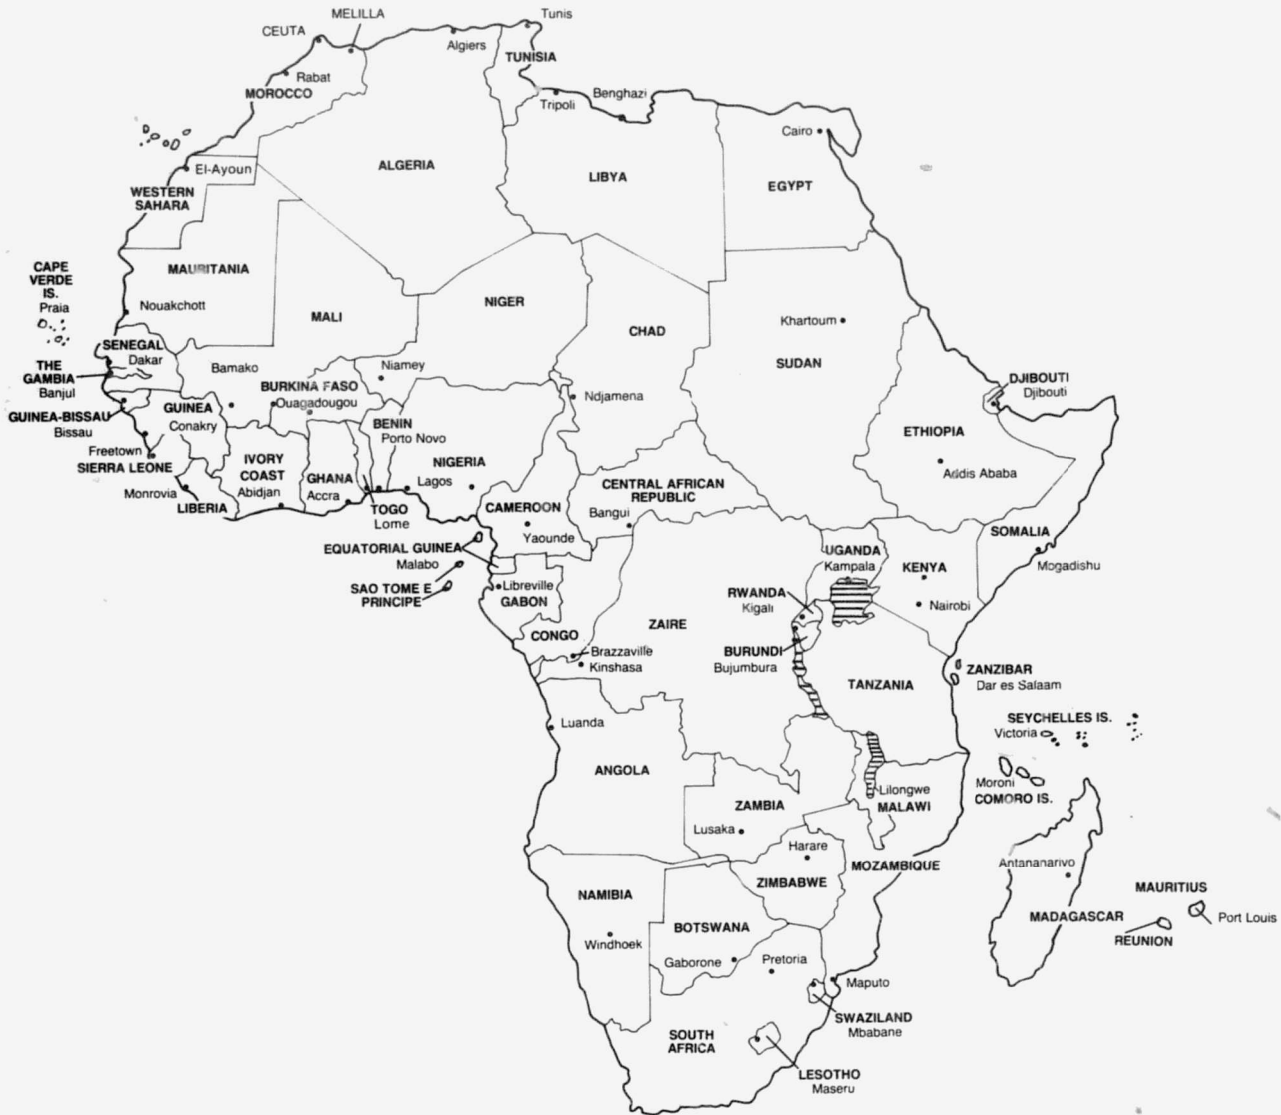 MELILLA
Tunis
CEUTA
Algiers
TUNISIA
Rabat
MOROCCO
Tripoli
Benghazi
Cairo
El-Ayoun
ALGERIA
LIBYA
EGYPT
WESTERN
SAHARA
CAPE
VERDE
IS.
Praia
MAURITANIA
Nouakchott
MALI
NIGER
CHAD
Khartoum
SUDAN
SENEGAL
Dakar
THE
GAMBIA
Banjul
Bamako
BURKINA FASO
Ouagadougou
Niamey
Ndjamena
DJIBOUTI
Djibouti
GUINEA-BISSAU
Bissau
GUINEA
Conakry
BENIN
Porto Novo
ETHIOPIA
Addis Ababa
Freetown
SIERRA LEONE
IVORY
COAST
Abidjan
GHANA
Accra
NIGERIA
Lagos
Monrovia
LIBERIA
TOGO
Lome
CAMEROON
Yaounde
CENTRAL AFRICAN
REPUBLIC
Bangui
SOMALIA
Mogadishu
EQUATORIAL GUINEA
Malabo
UGANDA
Kampala
KENYA
Nairobi
SAO TOME E
PRINCIPE
Libreville
GABON
RWANDA
Kigali
CONGO
ZAIRE
Brazzaville
Kinshasa
BURUNDI
Bujumbura
ZANZIBAR
Dar es Salaam
TANZANIA
Luanda
SEYCHELLES IS.
Victoria
ANGOLA
Moroni
COMORO IS.
ZAMBIA
Lusaka
Lilongwe
MALAWI
Harare
ZIMBABWE
MOZAMBIQUE
Antananarivo
MADAGASCAR
MAURITIUS
Port Louis
REUNION
NAMIBIA
Windhoek
BOTSWANA
Gaborone
Pretoria
Maputo
SWAZILAND
Mbabane
SOUTH
AFRICA
LESOTHO
Maseru